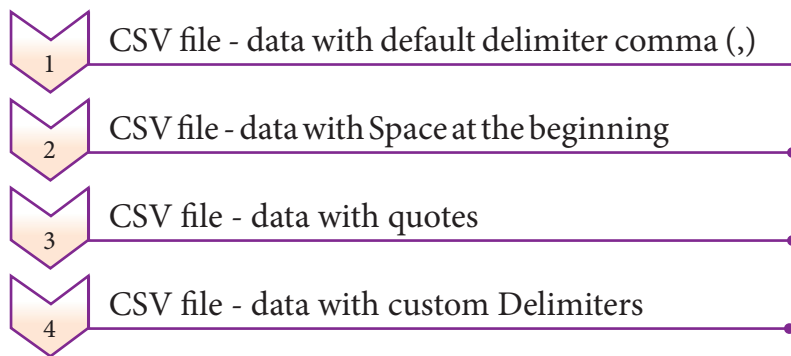 1 CSV file - data with default delimiter comma (,)
2 CSV file - data with Space at the beginning
3 CSV file - data with quotes
4 CSV file - data with custom Delimiters